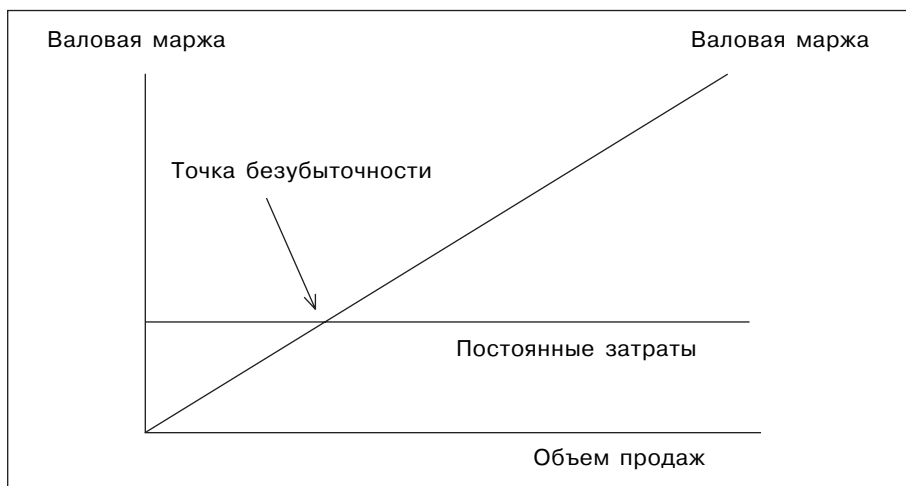 Валовая маржа
Валовая маржа
Точка безубыточности
Постоянные затраты
Объем продаж